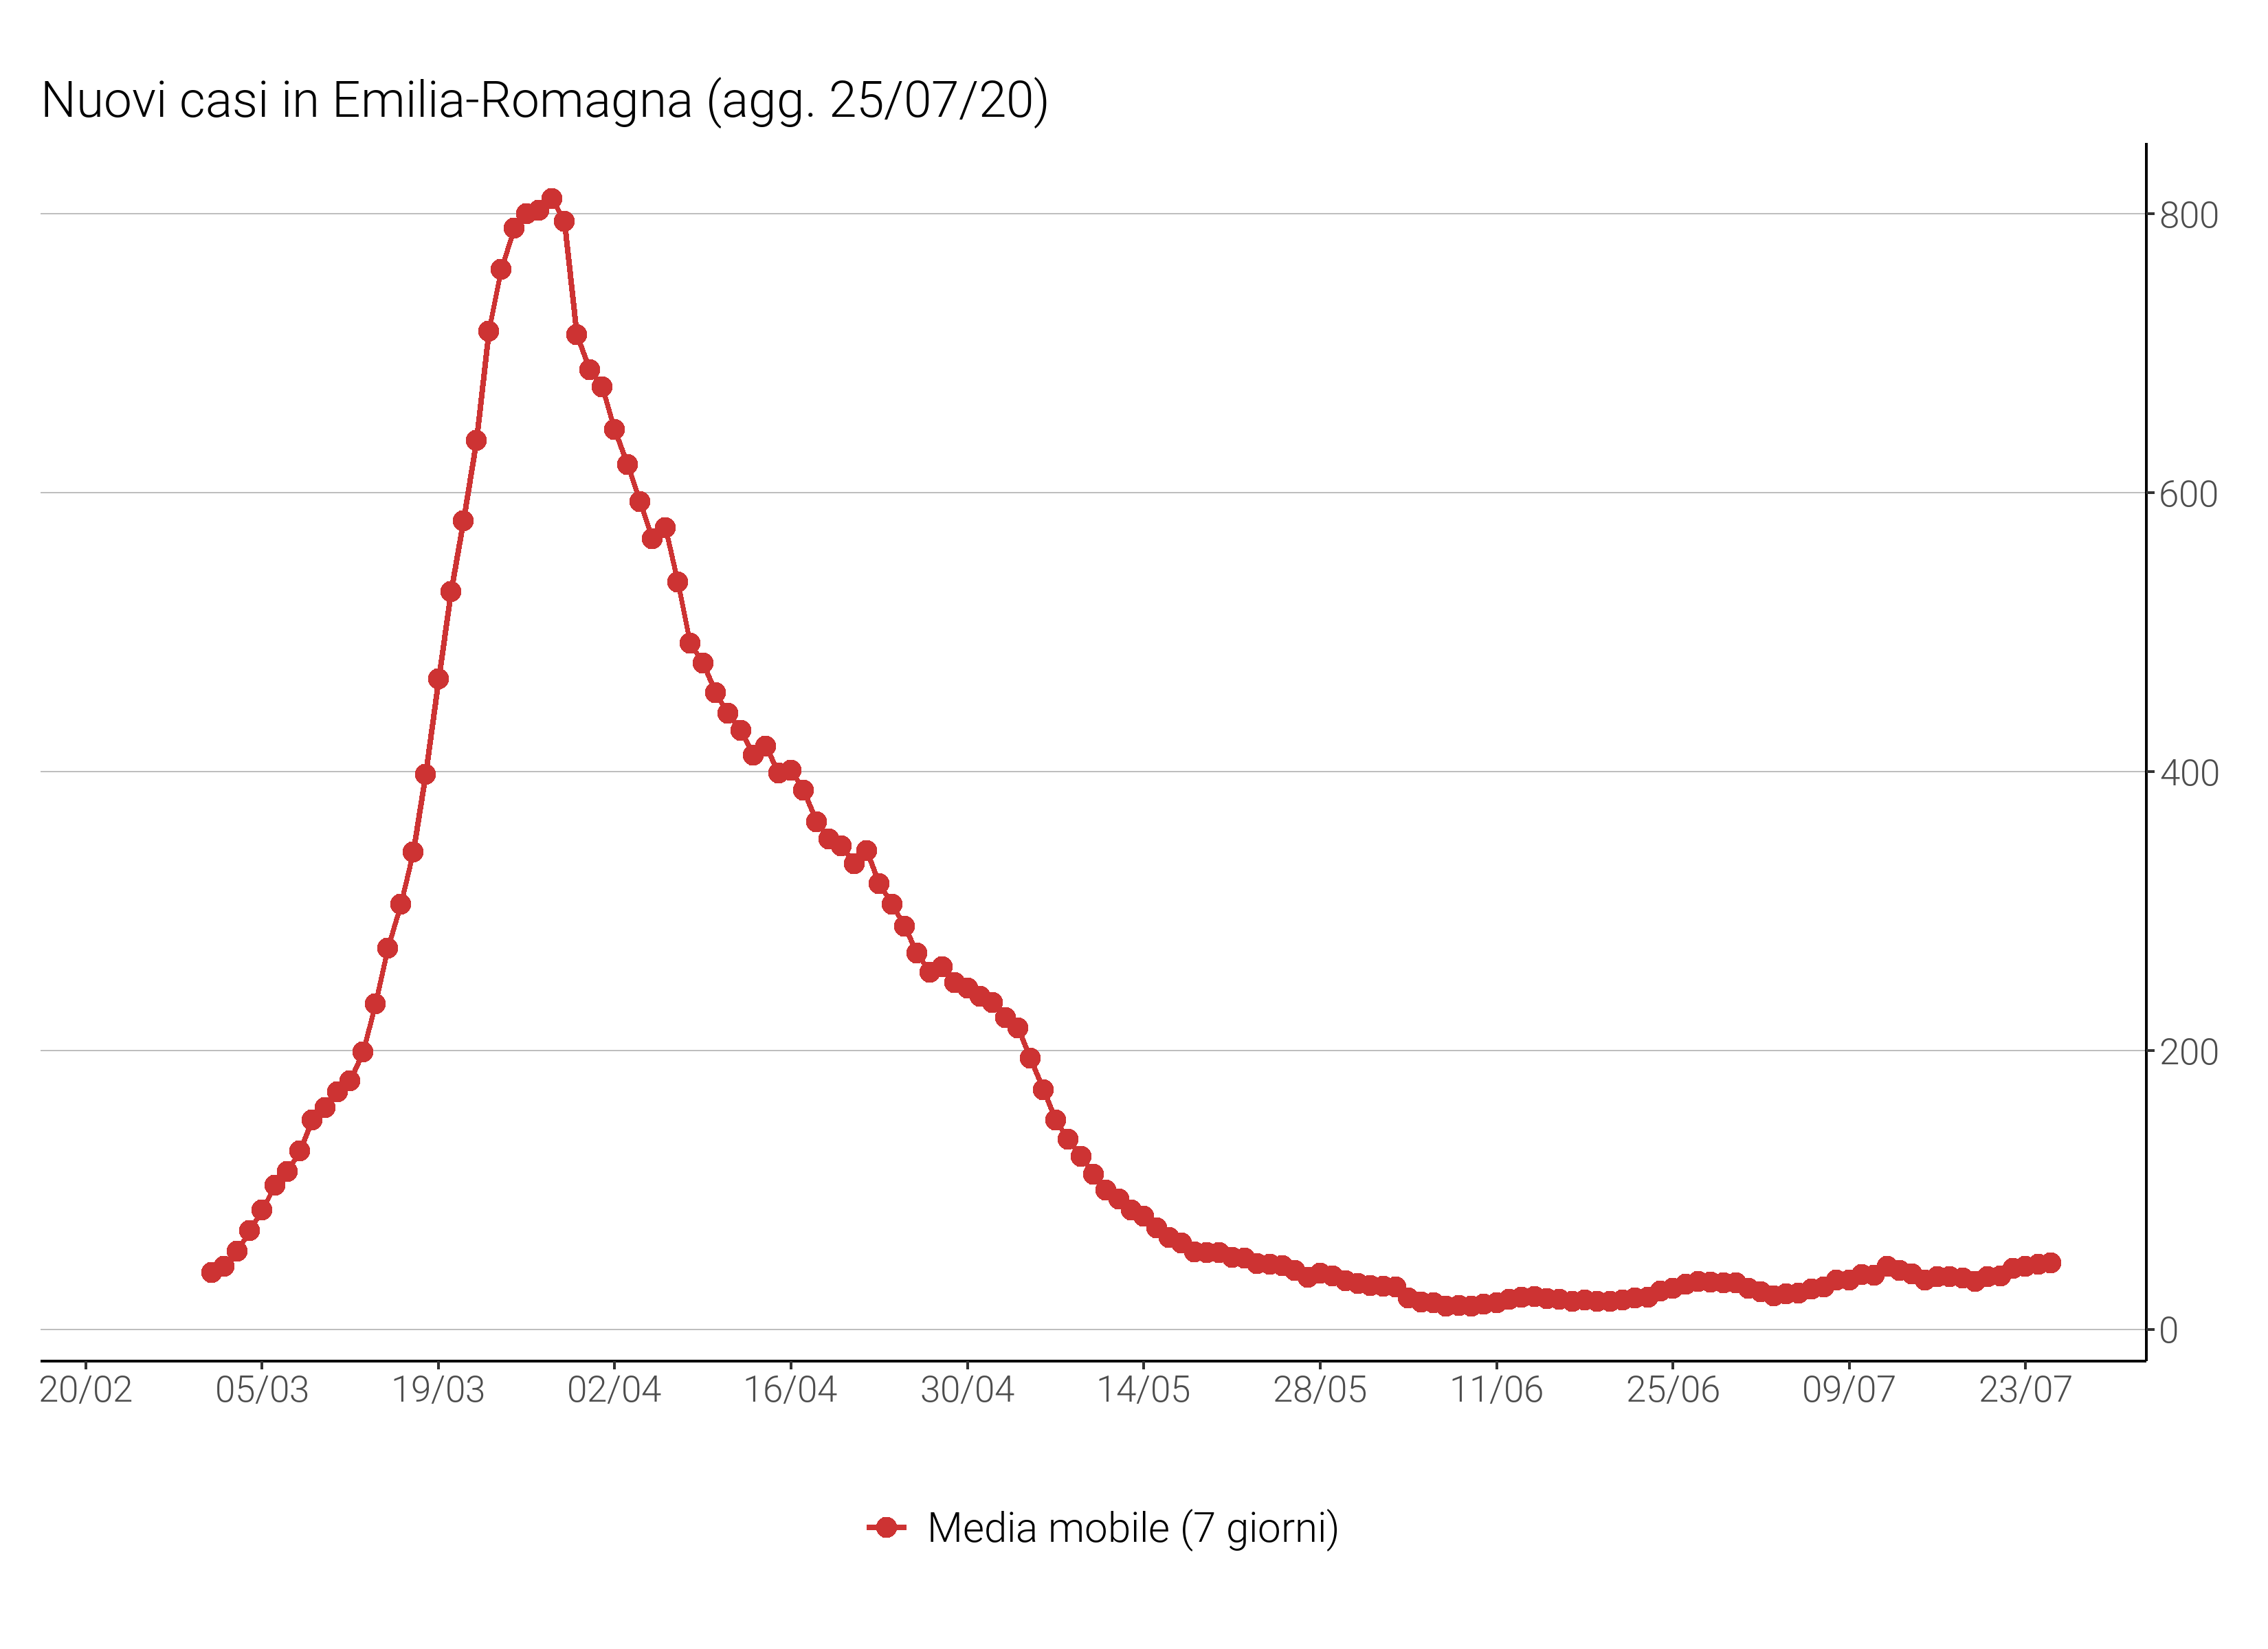 Nuovi casi in Emilia-Romagna (agg. 25/07/20)
800
600
400
200
0
20/02 05/03 19/03 02/04 16/04 30/04 14/05 28/05 11/06 25/06 09/07 23/07
Media mobile (7 giorni)